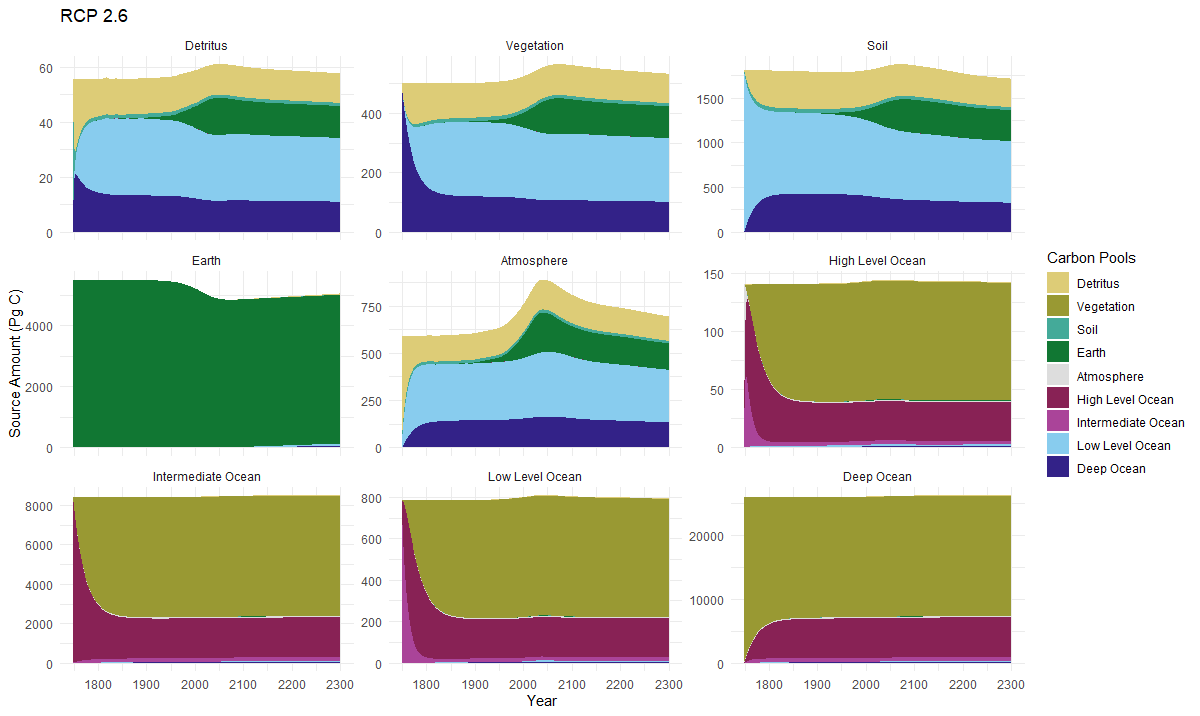 RCP 2.6
Detritus
Vegetation
Soil
60
40
20
0
400
200
0
1500
1000
500
0
Earth
Atmosphere
High Level Ocean
4000
2000
0
750
500
250
0
150
100
50
0
Intermediate Ocean
Low Level Ocean
Deep Ocean
8000
6000
4000
2000
0
800
600
400
200
0
20000
10000
0
1800 1900 2000 2100 2200 2300
1800 1900 2000 2100 2200 2300
1800 1900 2000 2100 2200 2300
Year
Source Amount (Pg C)
Carbon Pools
Detritus
Vegetation
Soil
Earth
Atmosphere
High Level Ocean
Intermediate Ocean
Low Level Ocean
Deep Ocean